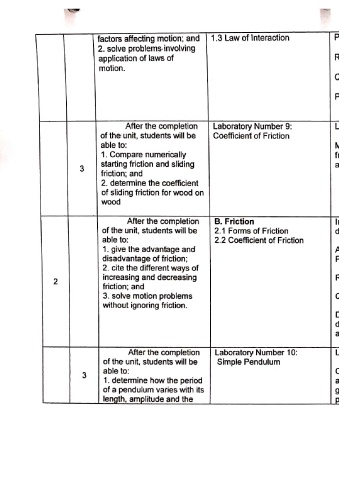 factors affecting motion; and
2. solve problems involving
application of laws of
motion.
1.3 Law of Interaction
P
R
C
P
3
After the completion
of the unit, students will be
able to:
1. Compare numerically
starting friction and sliding
friction; and
2. determine the coefficient
of sliding friction for wood on
wood
Laboratory Number 9:
Coefficient of Friction
L
M
fr
a
2
After the completion
of the unit, students will be
able to:
1. give the advantage and
disadvantage of friction;
2. cite the different ways of
increasing and decreasing
friction; and
3. solve motion problems
without ignoring friction.
B. Friction
2.1 Forms of Friction
2.2 Coefficient of Friction
d
A
P
R
C
D
d
a
3
After the completion
of the unit, students will be
able to:
1. determine how the period
of a pendulum varies with its
length, amplitude and the
Laboratory Number 10:
Simple Pendulum
L
C
a
g
p